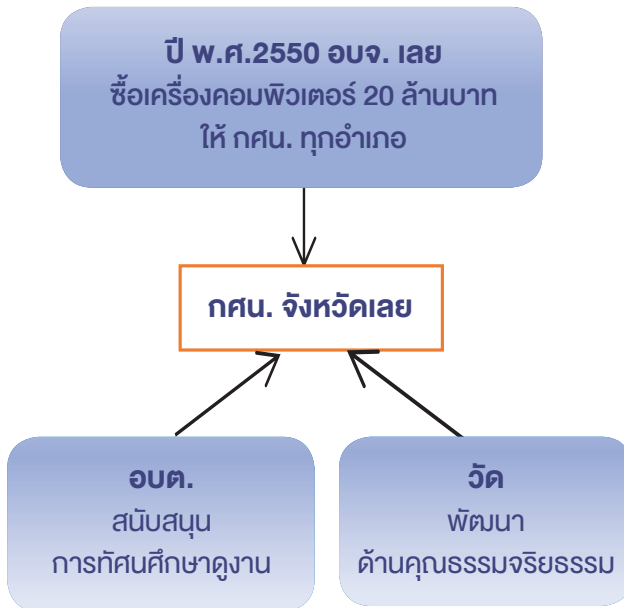 ปี พ.ศ.2550 อบจ. เลย
ซื้อเครื่องคอมพิวเตอร์ 20 ล้านบาท
ให้ กศน. ทุกอำเภอ
กศน. จังหวัดเลย
อบต.
สนับสนุน
การทัศนศึกษาดูงาน
วัด
พัฒนา
ด้านคุณธรรมจริยธรรม